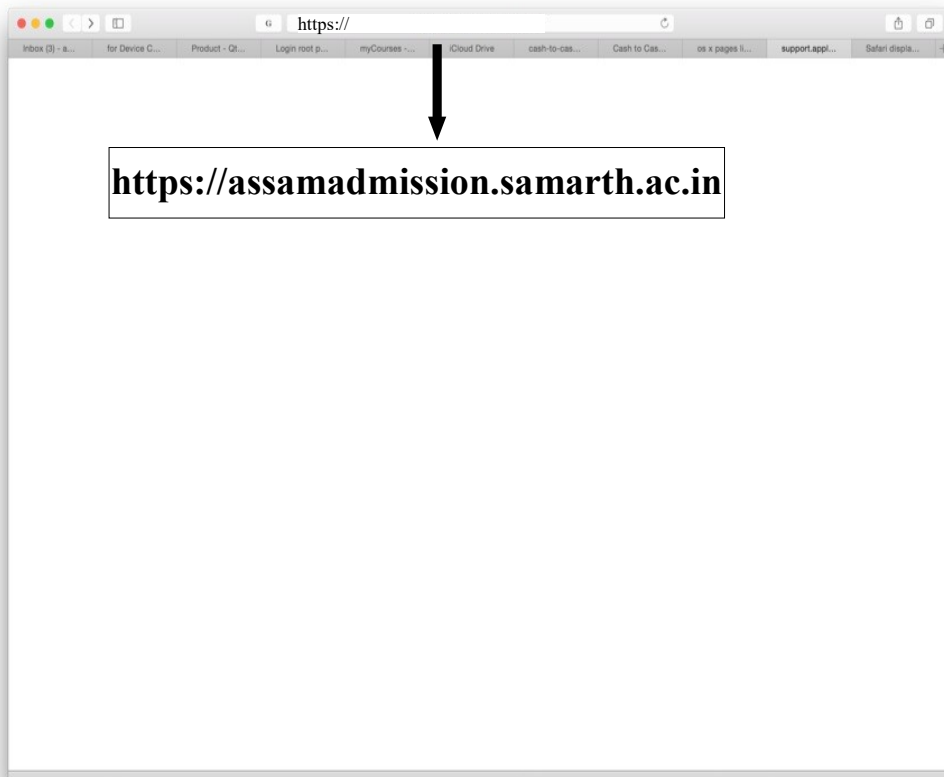 G https://
Inbox (3) - a... for Device C... Product - Qt... Login root p... myCourses -... iCloud Drive cash-to-cas... Cash to Cas... os x pages li... support.appl... Safari displa...
https://assamadmission.samarth.ac.in